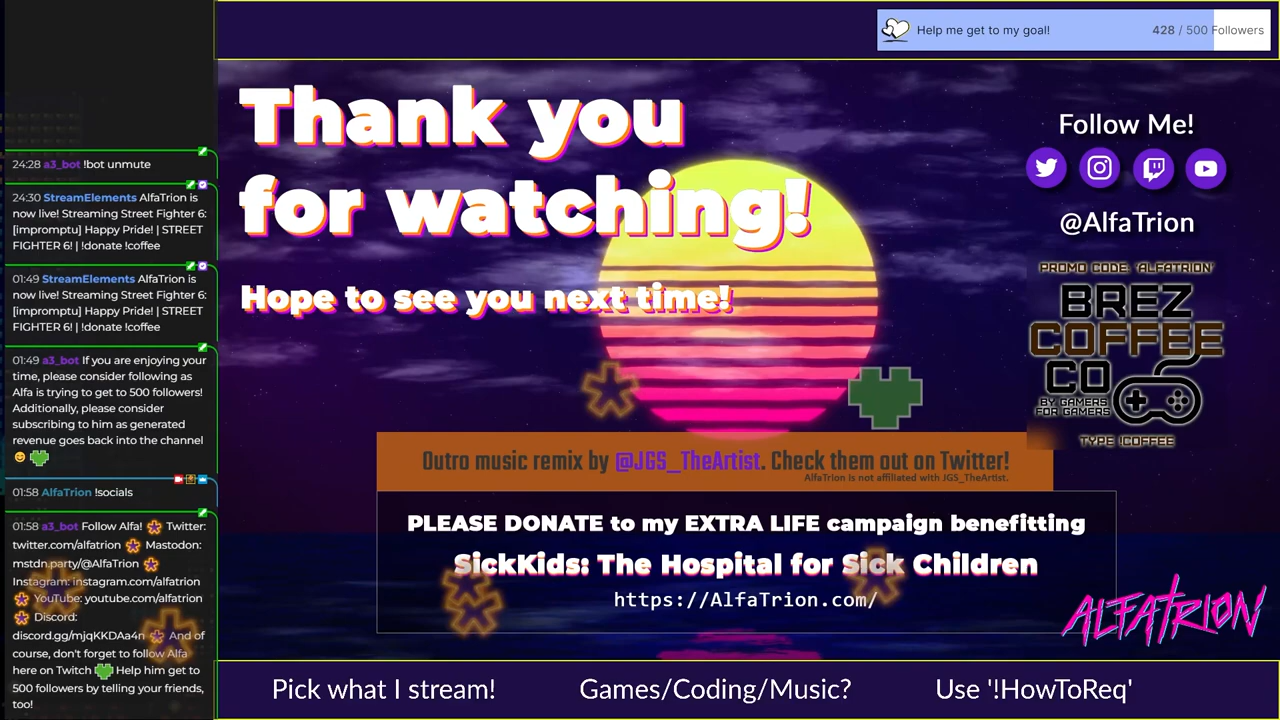 24:28 a3_bot !bot unmute
24:30 StreamElements AlfaTrion is
now live! Streaming Street Fighter 6:
[impromptu] Happy Pride! | STREET
FIGHTER 6! | !donate !coffee
01:49 StreamElements AlfaTrion is
now live! Streaming Street Fighter 6:
[impromptu] Happy Pride! | STREET
FIGHTER 6! | !donate !coffee
01:49 a3_bot If you are enjoying your
time, please consider following as
Alfa is trying to get to 500 followers!
Additionally, please consider
subscribing to him as generated
revenue goes back into the channel
01:58 AlfaTrion !socials
01:58 a3_bot Follow Alfa! Twitter:
twitter.com/alfatrion Mastodon:
mstdn.party/@AlfaTrion
Instagram: instagram.com/alfatrion
YouTube: youtube.com/alfatrion
Discord:
discord.gg/mjqKKDAa4n And of
course, don't forget to follow Alfa
here on Twitch Help him get to
500 followers by telling your friends,
too!
Help me get to my goal! 428 / 500 Followers
Thank you
for watching!
Hope to see you next time!
Follow Me!
@AlfaTrion
PROMO CODE: 'ALFATRION'
BREZ
COFFEE
CO
BY GAMERS
FOR GAMERS
TYPE !COFFEE
Outro music remix by @JGS_TheArtist. Check them out on Twitter!
AlfaTrion is not affiliated with JGS_TheArtist.
PLEASE DONATE to my EXTRA LIFE campaign benefitting
SickKids: The Hospital for Sick Children
https://AlfaTrion.com/
ALFATRION
Pick what I stream! Games/Coding/Music? Use '!HowToReq'